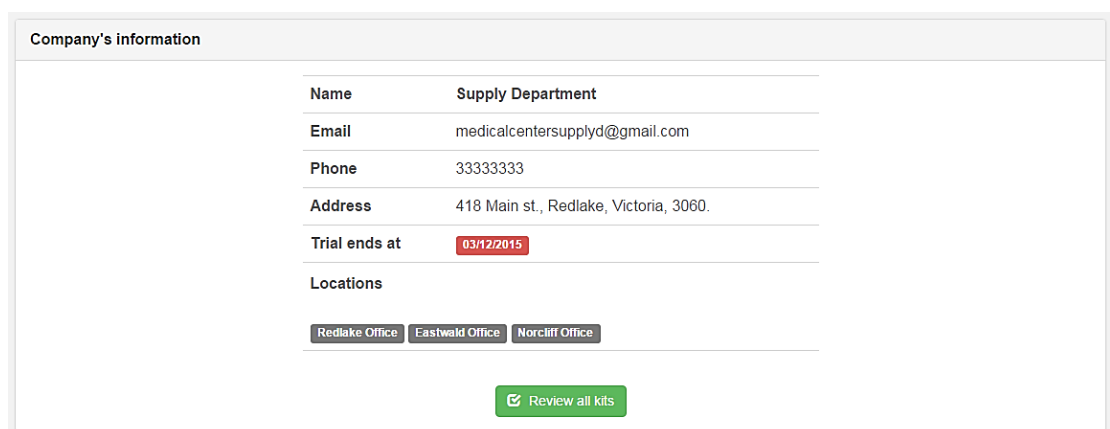 Company's information
Name Supply Department
Email medicalcentersupplyd@gmail.com
Phone 33333333
Address 418 Main st., Redlake, Victoria, 3060.
Trial ends at 03/12/2015
Locations
Redlake Office Eastwald Office Norcliff Office
Review all kits